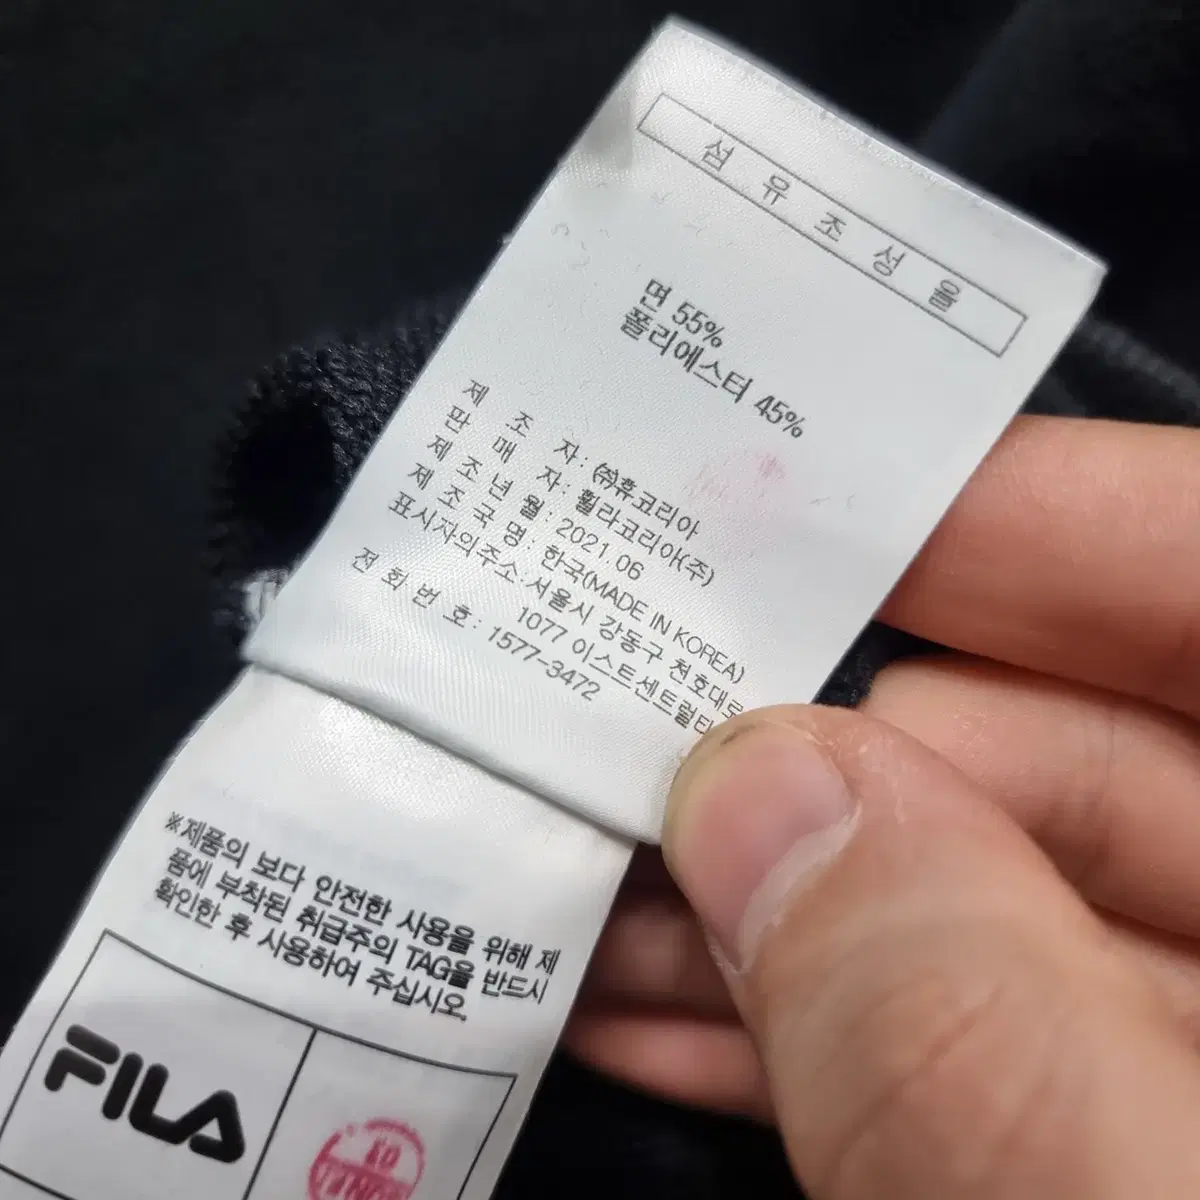 섬유조성율
면 55%
폴리에스터 45%
제조자: ㈜휴코리아
판매자: 휠라코리아(주)
제조년월: 2021.06
제조국명: 한국(MADE IN KOREA)
표시자의주소:서울시 강동구 천호대로
1077 이스트센트럴타
전화번호: 1577-3472
※제품의 보다 안전한 사용을 위해 제
품에 부착된 취급주의 TAG을 반드시
확인한 후 사용하여 주십시오.
FILA